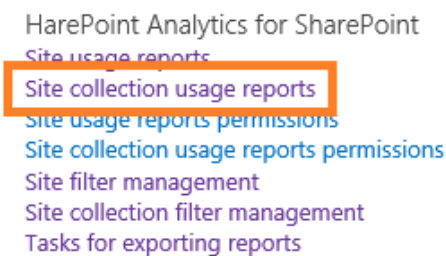 HarePoint Analytics for SharePoint
Site usage reports
Site collection usage reports
Site usage reports permissions
Site collection usage reports permissions
Site filter management
Site collection filter management
Tasks for exporting reports